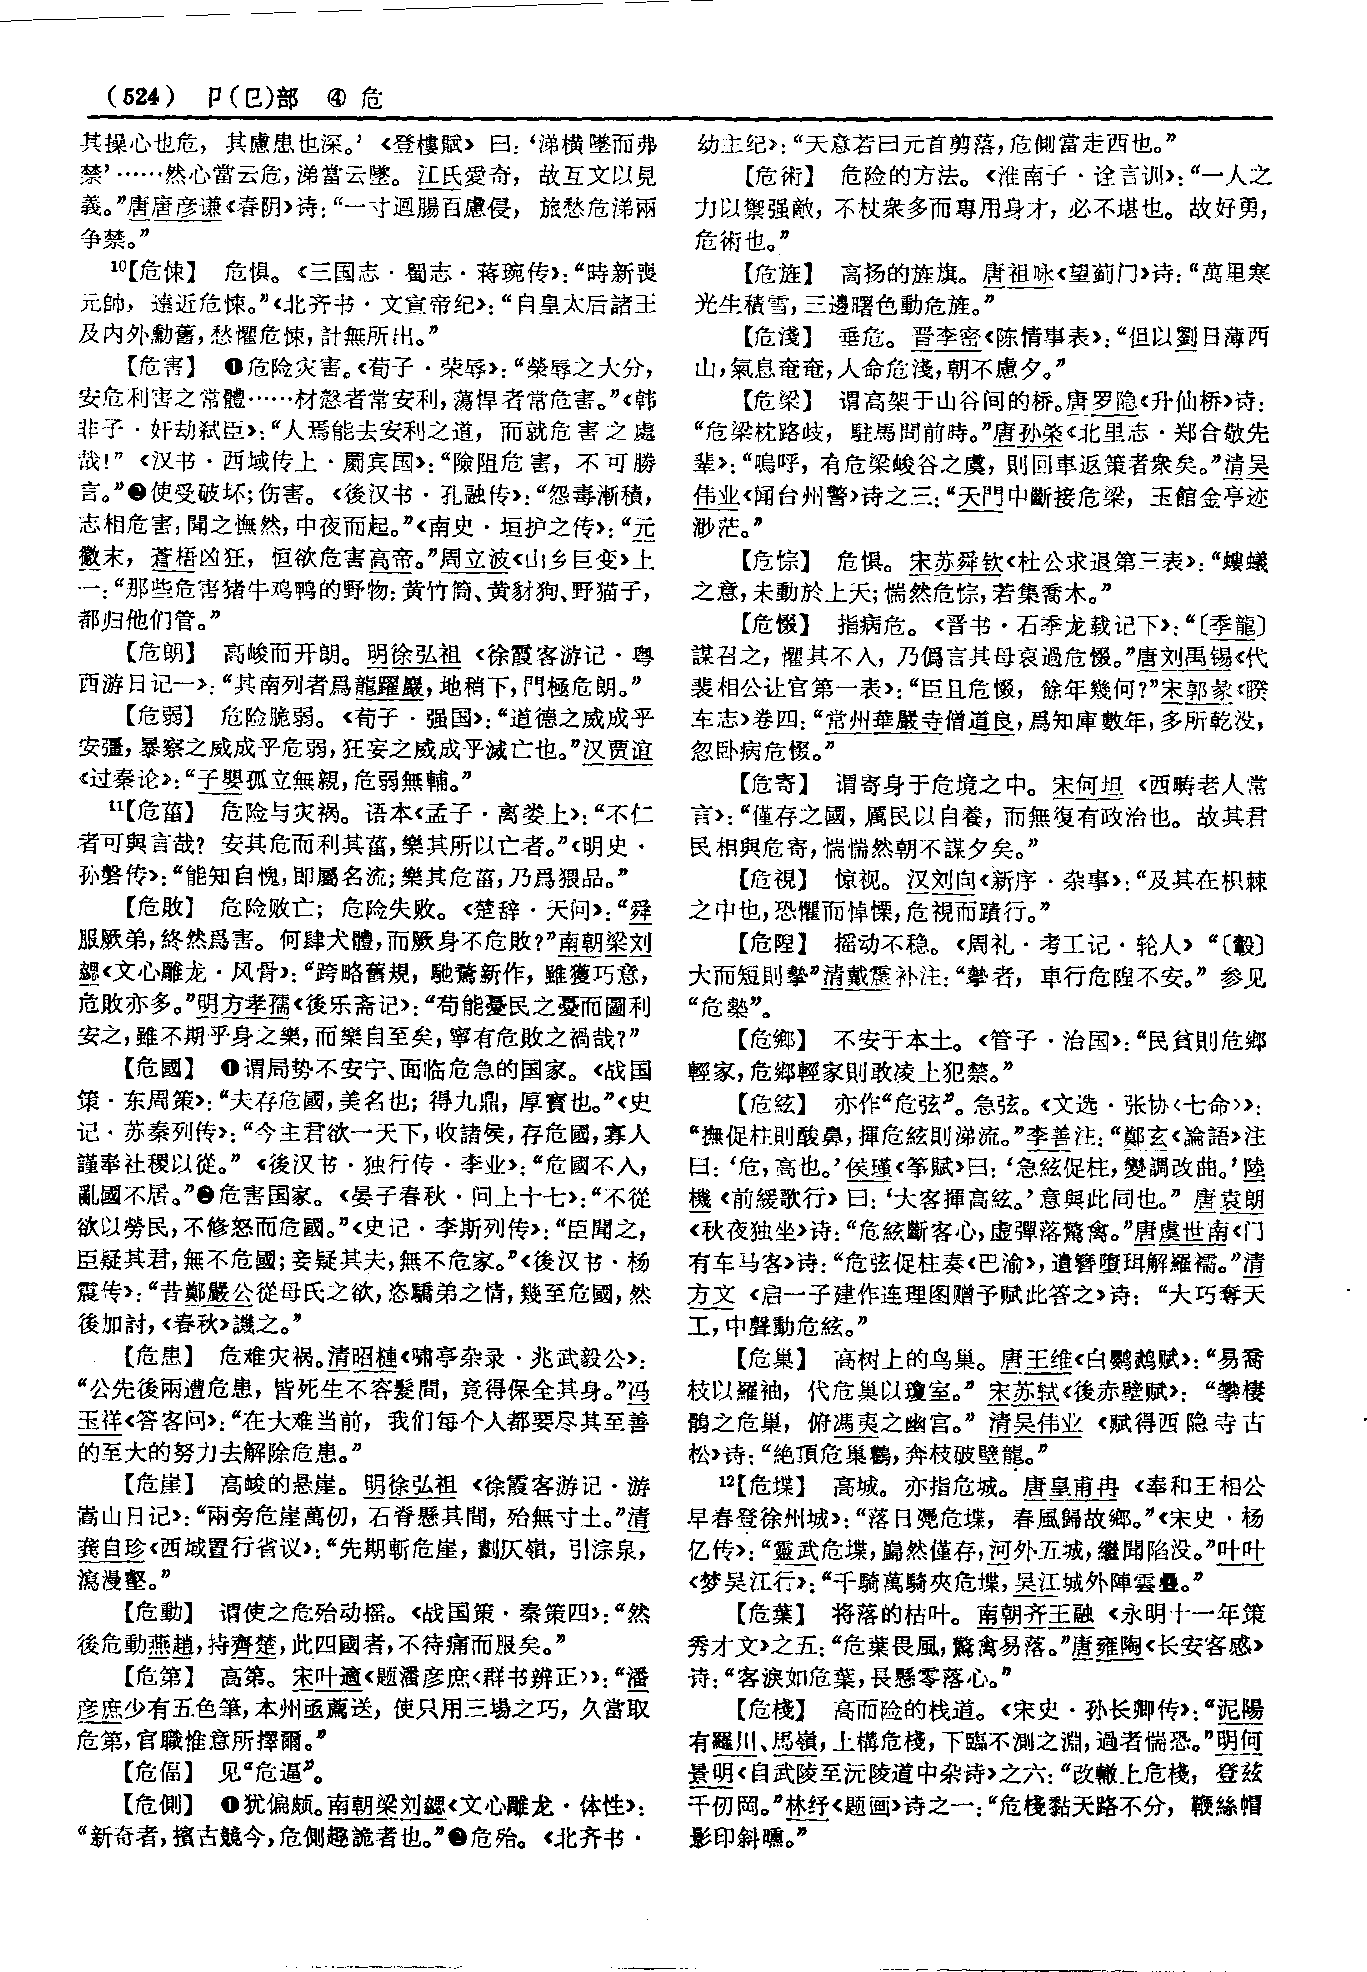 （524） 卩（㔾）部 ④ 危
其操心也危，其慮患也深。’《登樓賦》曰：‘涕横墜而弗
禁’……然心當云危，涕當云墜。江氏愛奇，故互文以見
義。”唐唐彦谦《春阴》诗：“一寸迴腸百慮侵，旅愁危涕兩
争禁。”
10【危悚】 危惧。《三国志·蜀志·蒋琬传》：“時新喪
元帥，遠近危悚。”《北齐书·文宣帝纪》：“自皇太后諸王
及内外勳舊，愁懼危悚，計無所出。”
【危害】 ❶危险灾害。《荀子·荣辱》：“榮辱之大分，
安危利害之常體……材慤者常安利，蕩悍者常危害。”《韩
非子·奸劫弑臣》：“人焉能去安利之道，而就危害之處
哉！”《汉书·西域传上·罽宾国》：“險阻危害，不可勝
言。”❷使受破坏；伤害。《後汉书·孔融传》：“怨毒漸積，
志相危害；聞之憮然，中夜而起。”《南史·垣护之传》：“元
徽末，蒼梧凶狂，恒欲危害高帝。”周立波《山乡巨变》上
一：“那些危害猪牛鸡鸭的野物：黄竹筒、黄豺狗、野猫子，
都归他们管。”
【危朗】 高峻而开朗。明徐弘祖《徐霞客游记·粤
西游日记一》：“其南列者爲龍躍巖，地稍下，門極危朗。”
【危弱】 危险脆弱。《荀子·强国》：“道德之威成乎
安彊，暴察之威成乎危弱，狂妄之威成乎滅亡也。”汉贾谊
《过秦论》：“子嬰孤立無親，危弱無輔。”
11【危菑】 危险与灾祸。语本《孟子·离娄上》：“不仁
者可與言哉？安其危而利其菑，樂其所以亡者。”《明史·
孙磐传》：“能知自愧，即屬名流；樂其危菑，乃爲猥品。”
【危敗】 危险败亡；危险失败。《楚辞·天问》：“舜
服厥弟，終然爲害。何肆犬體，而厥身不危敗？”南朝梁刘
勰《文心雕龙·风骨》：“跨略舊規，馳騖新作，雖獲巧意，
危敗亦多。”明方孝孺《後乐斋记》：“苟能憂民之憂而圖利
安之，雖不期乎身之樂，而樂自至矣，寧有危敗之禍哉？”
【危國】 ❶谓局势不安宁、面临危急的国家。《战国
策·东周策》：“夫存危國，美名也；得九鼎，厚寳也。”《史
记·苏秦列传》：“今主君欲一天下，收諸侯，存危國，寡人
謹奉社稷以從。”《後汉书·独行传·李业》：“危國不入，
亂國不居。”❷危害国家。《晏子春秋·问上十七》：“不從
欲以勞民，不修怒而危國。”《史记·李斯列传》：“臣聞之，
臣疑其君，無不危國；妾疑其夫，無不危家。”《後汉书·杨
震传》：“昔鄭嚴公從母氏之欲，恣驕弟之情，幾至危國，然
後加討，《春秋》譏之。”
【危患】 危难灾祸。清昭槤《啸亭杂录·兆武毅公》：
“公先後兩遭危患，皆死生不容髮間，竟得保全其身。”冯
玉祥《答客问》：“在大难当前，我们每个人都要尽其至善
的至大的努力去解除危患。”
【危崖】 高峻的悬崖。明徐弘祖《徐霞客游记·游
嵩山日记》：“兩旁危崖萬仞，石脊懸其間，殆無寸土。”清
龚自珍《西域置行省议》：“先期斬危崖，劃仄嶺，引淙泉，
瀉漫壑。”
【危動】 谓使之危殆动摇。《战国策·秦策四》：“然
後危動燕趙，持齊楚，此四國者，不待痛而服矣。”
【危第】 高第。宋叶適《题潘彦庶〈群书辨正〉》：“潘
彦庶少有五色筆，本州亟薦送，使只用三場之巧，久當取
危第，官職惟意所擇爾。”
【危偪】 见“危逼”。
【危側】 ❶犹偏颇。南朝梁刘勰《文心雕龙·体性》：
“新奇者，擯古競今，危側趣詭者也。”❷危殆。《北齐书·
幼主纪》：“天意若曰元首剪落，危側當走西也。”
【危術】 危险的方法。《淮南子·诠言训》：“一人之
力以禦强敵，不杖衆多而專用身才，必不堪也。故好勇，
危術也。”
【危旌】 高扬的旌旗。唐祖咏《望蓟门》诗：“萬里寒
光生積雪，三邊曙色動危旌。”
【危淺】 垂危。晋李密《陈情事表》：“但以劉日薄西
山，氣息奄奄，人命危淺，朝不慮夕。”
【危梁】 谓高架于山谷间的桥。唐罗隐《升仙桥》诗：
“危梁枕路歧，駐馬問前時。”唐孙棨《北里志·郑合敬先
辈》：“嗚呼，有危梁峻谷之虞，則回車返策者衆矣。”清吴
伟业《闻台州警》诗之三：“天門中斷接危梁，玉館金亭迹
渺茫。”
【危悰】 危惧。宋苏舜钦《杜公求退第三表》：“螻蟻
之意，未動於上天；惴然危悰，若集喬木。”
【危惙】 指病危。《晋书·石季龙载记下》：“〔季龍〕
謀召之，懼其不入，乃僞言其母哀過危惙。”唐刘禹锡《代
裴相公让官第一表》：“臣且危惙，餘年幾何？”宋郭彖《睽
车志》卷四：“常州華嚴寺僧道良，爲知庫數年，多所乾没，
忽卧病危惙。”
【危寄】 谓寄身于危境之中。宋何坦《西畴老人常
言》：“僅存之國，厲民以自養，而無復有政治也。故其君
民相與危寄，惴惴然朝不謀夕矣。”
【危視】 惊视。汉刘向《新序·杂事》：“及其在枳棘
之中也，恐懼而悼慄，危視而蹟行。”
【危隉】 摇动不稳。《周礼·考工记·轮人》“〔轂〕
大而短則摰”清戴震补注：“摰者，車行危隉不安。”参见
“危槷”。
【危鄉】 不安于本土。《管子·治国》：“民貧則危鄉
輕家，危鄉輕家則敢凌上犯禁。”
【危絃】 亦作“危弦”。急弦。《文选·张协〈七命〉》：
“撫促柱則酸鼻，揮危絃則涕流。”李善注：“鄭玄《論語》注
曰：‘危，高也。’侯瑾《筝賦》曰：‘急絃促柱，變調改曲。’陸
機《前緩歌行》曰：‘大客揮高絃。’意與此同也。”唐袁朗
《秋夜独坐》诗：“危絃斷客心，虚彈落驚禽。”唐虞世南《门
有车马客》诗：“危弦促柱奏《巴渝》，遺簪墮珥解羅襦。”清
方文《启一子建作连理图赠予赋此答之》诗：“大巧奪天
工，中聲動危絃。”
【危巢】 高树上的鸟巢。唐王维《白鹦鹉赋》：“易喬
枝以羅袖，代危巢以瓊室。”宋苏轼《後赤壁赋》：“攀棲
鶻之危巢，俯馮夷之幽宫。”清吴伟业《赋得西隐寺古
松》诗：“絶頂危巢鶴，奔枝破壁龍。”
12【危堞】 高城。亦指危城。唐皇甫冉《奉和王相公
早春登徐州城》：“落日凭危堞，春風歸故鄉。”《宋史·杨
亿传》：“靈武危堞，巋然僅存，河外五城，繼聞陷没。”叶叶
《梦吴江行》：“千騎萬騎夾危堞，吴江城外陣雲疊。”
【危葉】 将落的枯叶。南朝齐王融《永明十一年策
秀才文》之五：“危葉畏風，驚禽易落。”唐雍陶《长安客感》
诗：“客淚如危葉，長懸零落心。”
【危棧】 高而险的栈道。《宋史·孙长卿传》：“泥陽
有羅川、馬嶺，上構危棧，下臨不測之淵，過者惴恐。”明何
景明《自武陵至沅陵道中杂诗》之六：“改轍上危棧，登兹
千仞岡。”林纾《题画》诗之一：“危棧黏天路不分，鞭絲帽
影印斜曛。”